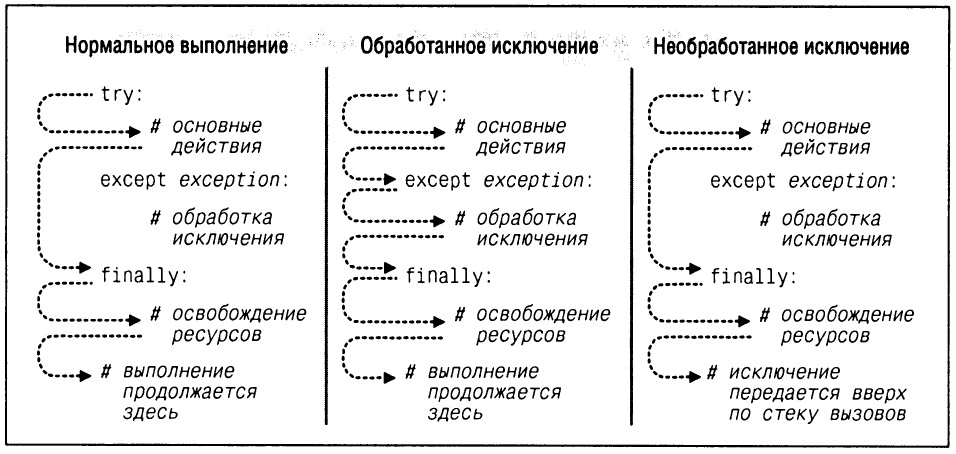 Нормальное выполнение
try:
# основные
действия
except exception:
# обработка
исключения
finally:
# освобождение
ресурсов
# выполнение
продолжается
здесь
Обработанное исключение
try:
# основные
действия
except exception:
# обработка
исключения
finally:
# освобождение
ресурсов
# выполнение
продолжается
здесь
Необработанное исключение
try:
# основные
действия
except exception:
# обработка
исключения
finally:
# освобождение
ресурсов
# исключение
передается вверх
по стеку вызовов